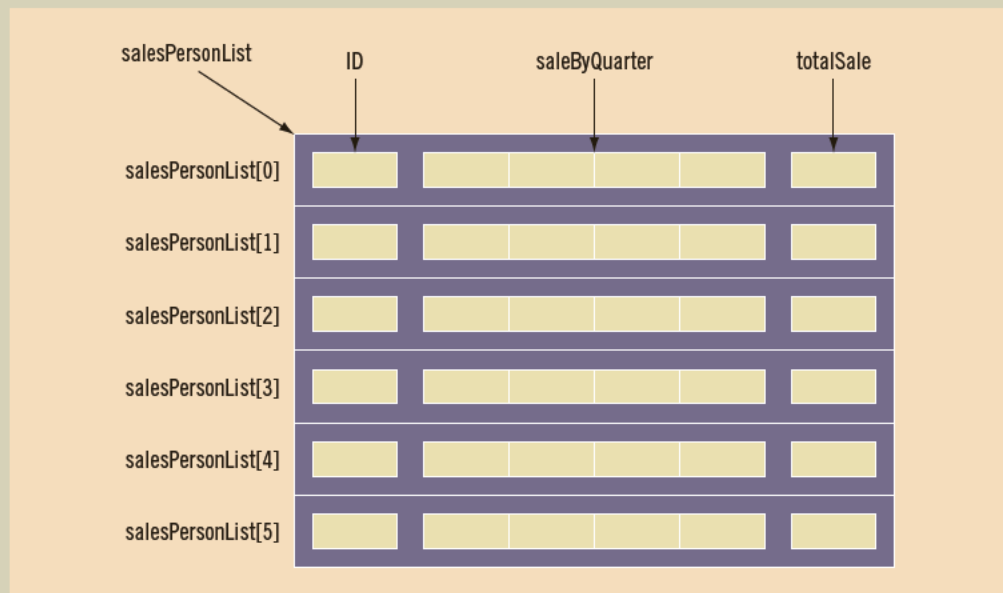 salesPersonList
ID
saleByQuarter
totalSale
salesPersonList[0]
salesPersonList[1]
salesPersonList[2]
salesPersonList[3]
salesPersonList[4]
salesPersonList[5]